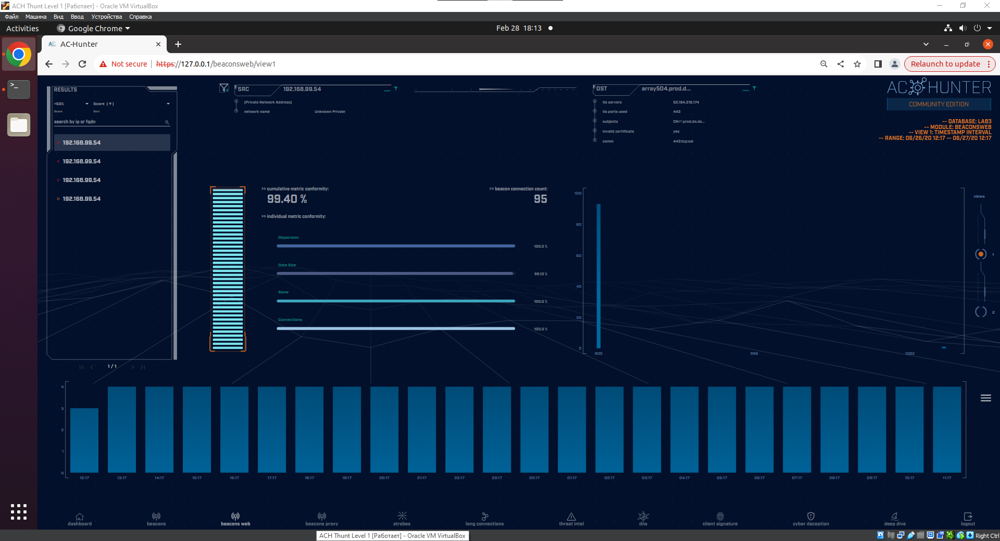 ACH Thunt Level 1 [Работает] - Oracle VM VirtualBox
Файл Машина Вид Ввод Устройства Справка
Activities Google Chrome Feb 28 18:13
AC-Hunter
Not secure https://127.0.0.1/beaconsweb/view1 Relaunch to update
RESULTS
>50% Score [▼]
Score Sort
search by ip or fqdn
192.168.99.54
192.168.99.54
192.168.99.54
192.168.99.54
1 / 1
SRC 192.168.99.54
[Private Network Address]
network name Unknown Private
DST array504.prod.d...
tls servers 52.184.216.174
tls ports used 443
subjects CN=*.prod.do.ds...
invalid certificate yes
comm 443:tcp:ssl
AC HUNTER
COMMUNITY EDITION
-- DATABASE: LAB3
-- MODULE: BEACONSWEB
-- VIEW 1: TIMESTAMP INTERVAL
-- RANGE: 06/26/20 12:17 -- 06/27/20 12:17
>> cumulative metric conformity:
99.40 %
>> beacon connection count:
95
>> individual metric conformity:
Dispersion
100.0 %
Data Size
99.10 %
Skew
100.0 %
Connections
100.0 %
100
80
60
40
20
0
900 996 1092
views
1
2
4
3
2
1
0
12:17 13:17 14:17 15:17 16:17 17:17 18:17 19:17 20:17 21:17 22:17 23:17 00:17 01:17 02:17 03:17 04:17 05:17 06:17 07:17 08:17 09:17 10:17 11:17
dashboard beacons beacons web beacons proxy strobes long connections threat intel dns client signature cyber deception deep dive logout
ACH Thunt Level 1 [Работает] - Oracle VM VirtualBox
Right Ctrl